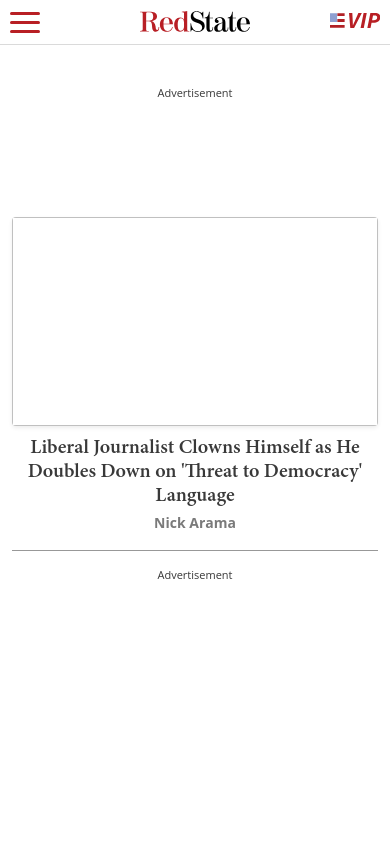 RedState
VIP
Advertisement
Liberal Journalist Clowns Himself as He
Doubles Down on 'Threat to Democracy'
Language
Nick Arama
Advertisement